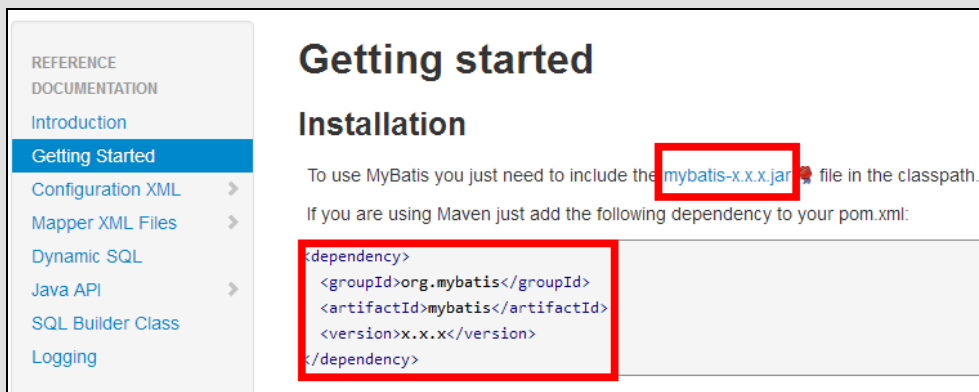 REFERENCE
DOCUMENTATION
Introduction
Getting Started
Configuration XML
Mapper XML Files
Dynamic SQL
Java API
SQL Builder Class
Logging
Getting started
Installation
To use MyBatis you just need to include the mybatis-x.x.x.jar file in the classpath.
If you are using Maven just add the following dependency to your pom.xml:
<dependency>
  <groupId>org.mybatis</groupId>
  <artifactId>mybatis</artifactId>
  <version>x.x.x</version>
</dependency>